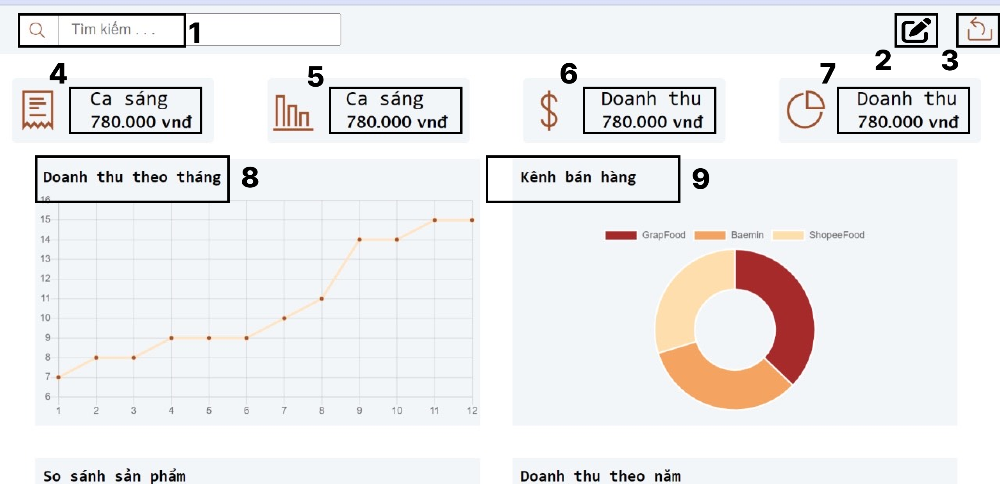 Tìm kiếm . . .
1
2
3
4
5
6
7
Ca sáng
780.000 vnđ
Ca sáng
780.000 vnđ
Doanh thu
780.000 vnđ
Doanh thu
780.000 vnđ
Doanh thu theo tháng
8
16
15
14
13
12
11
10
9
8
7
6
1 2 3 4 5 6 7 8 9 10 11 12
Kênh bán hàng
9
GrapFood Baemin ShopeeFood
So sánh sản phẩm
Doanh thu theo năm